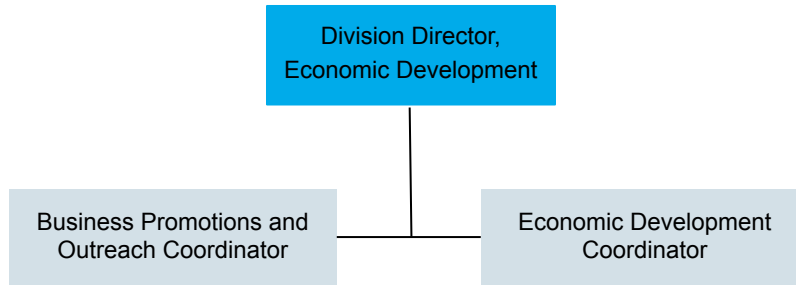 Division Director,
Economic Development
Business Promotions and
Outreach Coordinator
Economic Development
Coordinator